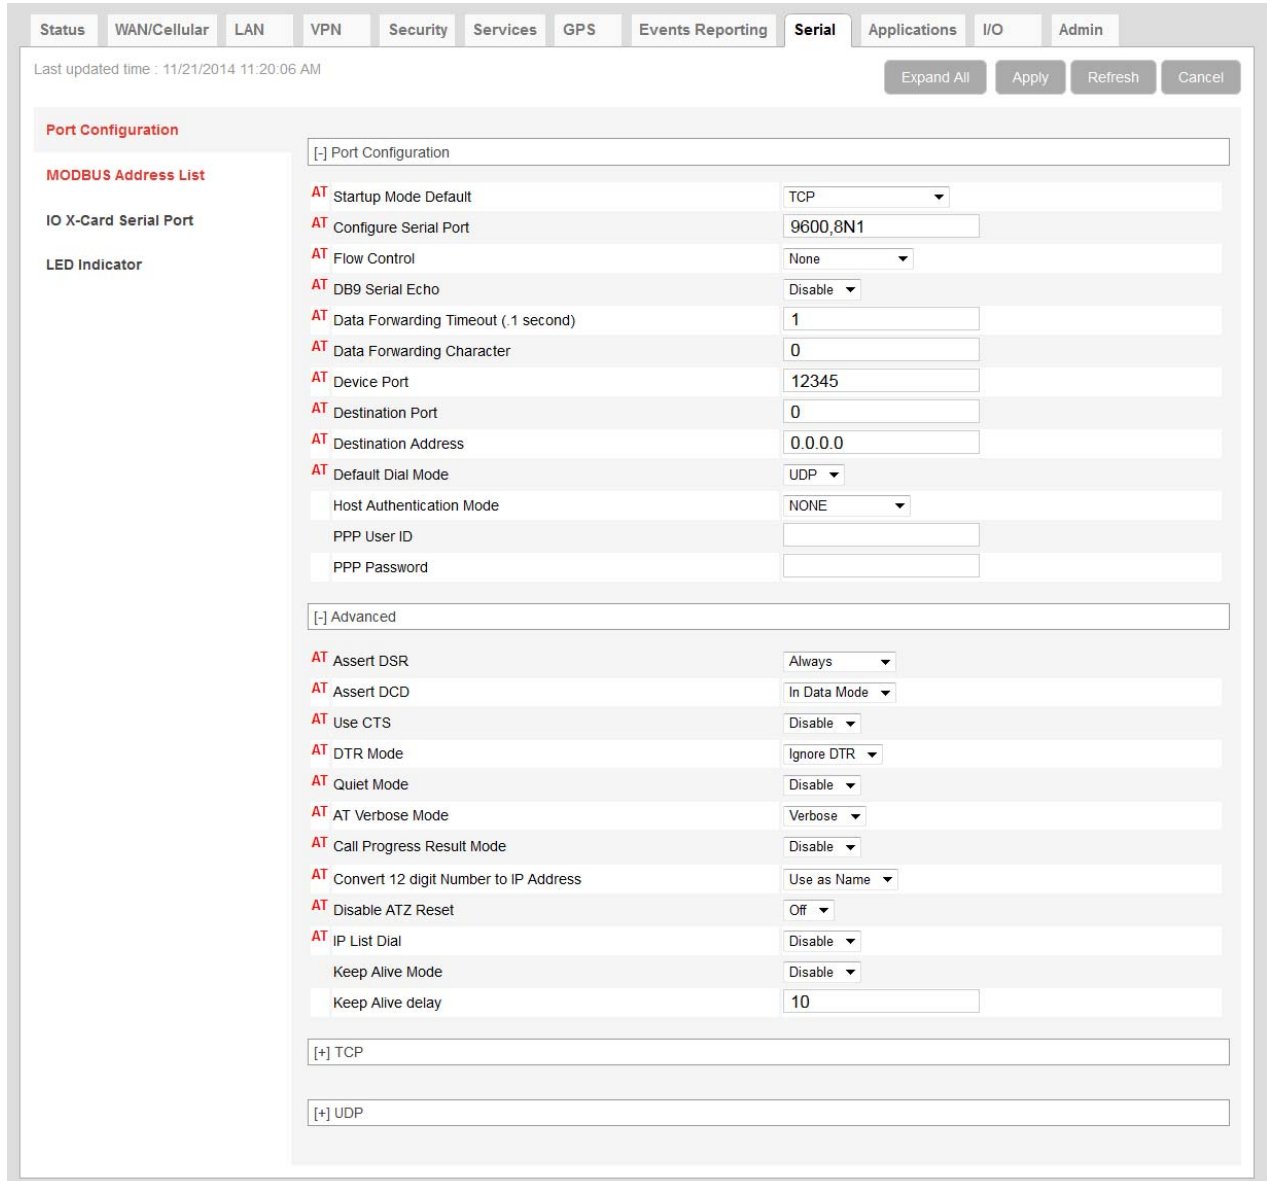 Status WAN/Cellular LAN VPN Security Services GPS Events Reporting Serial Applications I/O Admin
Last updated time : 11/21/2014 11:20:06 AM Expand All Apply Refresh Cancel
Port Configuration
MODBUS Address List
IO X-Card Serial Port
LED Indicator
[-] Port Configuration
AT Startup Mode Default TCP
AT Configure Serial Port 9600,8N1
AT Flow Control None
AT DB9 Serial Echo Disable
AT Data Forwarding Timeout (.1 second) 1
AT Data Forwarding Character 0
AT Device Port 12345
AT Destination Port 0
AT Destination Address 0.0.0.0
AT Default Dial Mode UDP
Host Authentication Mode NONE
PPP User ID
PPP Password
[-] Advanced
AT Assert DSR Always
AT Assert DCD In Data Mode
AT Use CTS Disable
AT DTR Mode Ignore DTR
AT Quiet Mode Disable
AT AT Verbose Mode Verbose
AT Call Progress Result Mode Disable
AT Convert 12 digit Number to IP Address Use as Name
AT Disable ATZ Reset Off
AT IP List Dial Disable
Keep Alive Mode Disable
Keep Alive delay 10
[+] TCP
[+] UDP